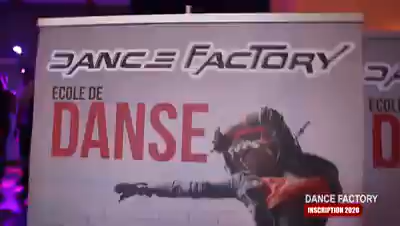 DANCE FACTORY
ECOLE DE
DANSE
DANCE FACTORY
INSCRIPTION 2020